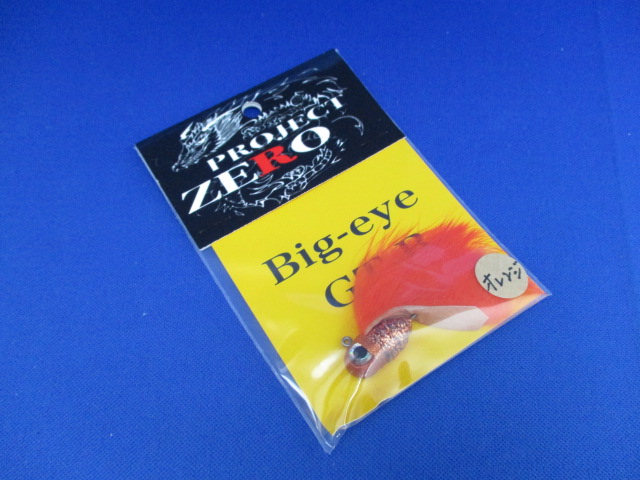 PROJECT
ZERO
Big-eye
オレンジ